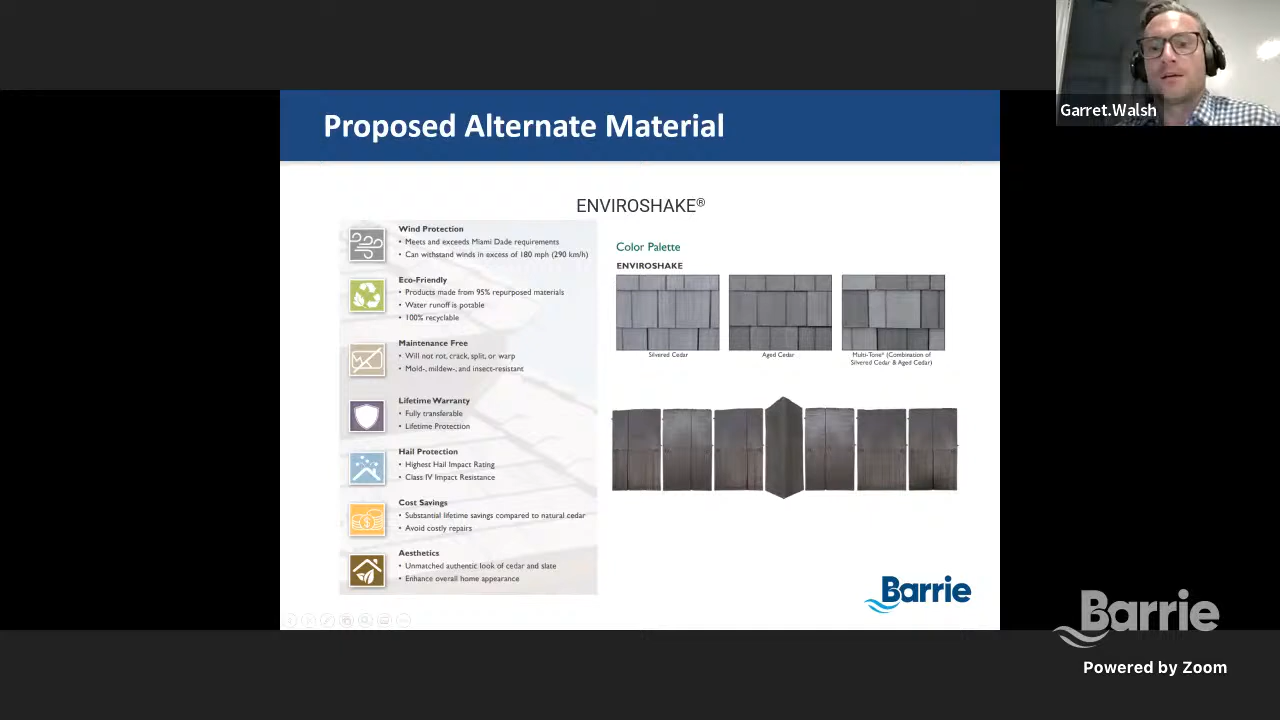 Garret.Walsh
Proposed Alternate Material
ENVIROSHAKE®
Wind Protection
• Meets and exceeds Miami Dade requirements
• Can withstand winds in excess of 180 mph (290 km/h)
Eco-Friendly
• Products made from 95% repurposed materials
• Water runoff is potable
• 100% recyclable
Maintenance Free
• Will not rot, crack, split, or warp
• Mold-, mildew-, and insect-resistant
Lifetime Warranty
• Fully transferable
• Lifetime Protection
Hail Protection
• Highest Hail Impact Rating
• Class IV Impact Resistance
Cost Savings
• Substantial lifetime savings compared to natural cedar
• Avoid costly repairs
Aesthetics
• Unmatched authentic look of cedar and slate
• Enhance overall home appearance
Color Palette
ENVIROSHAKE
Silvered Cedar
Aged Cedar
Multi-Tone* (Combination of
Silvered Cedar & Aged Cedar)
Barrie
Barrie
Powered by Zoom